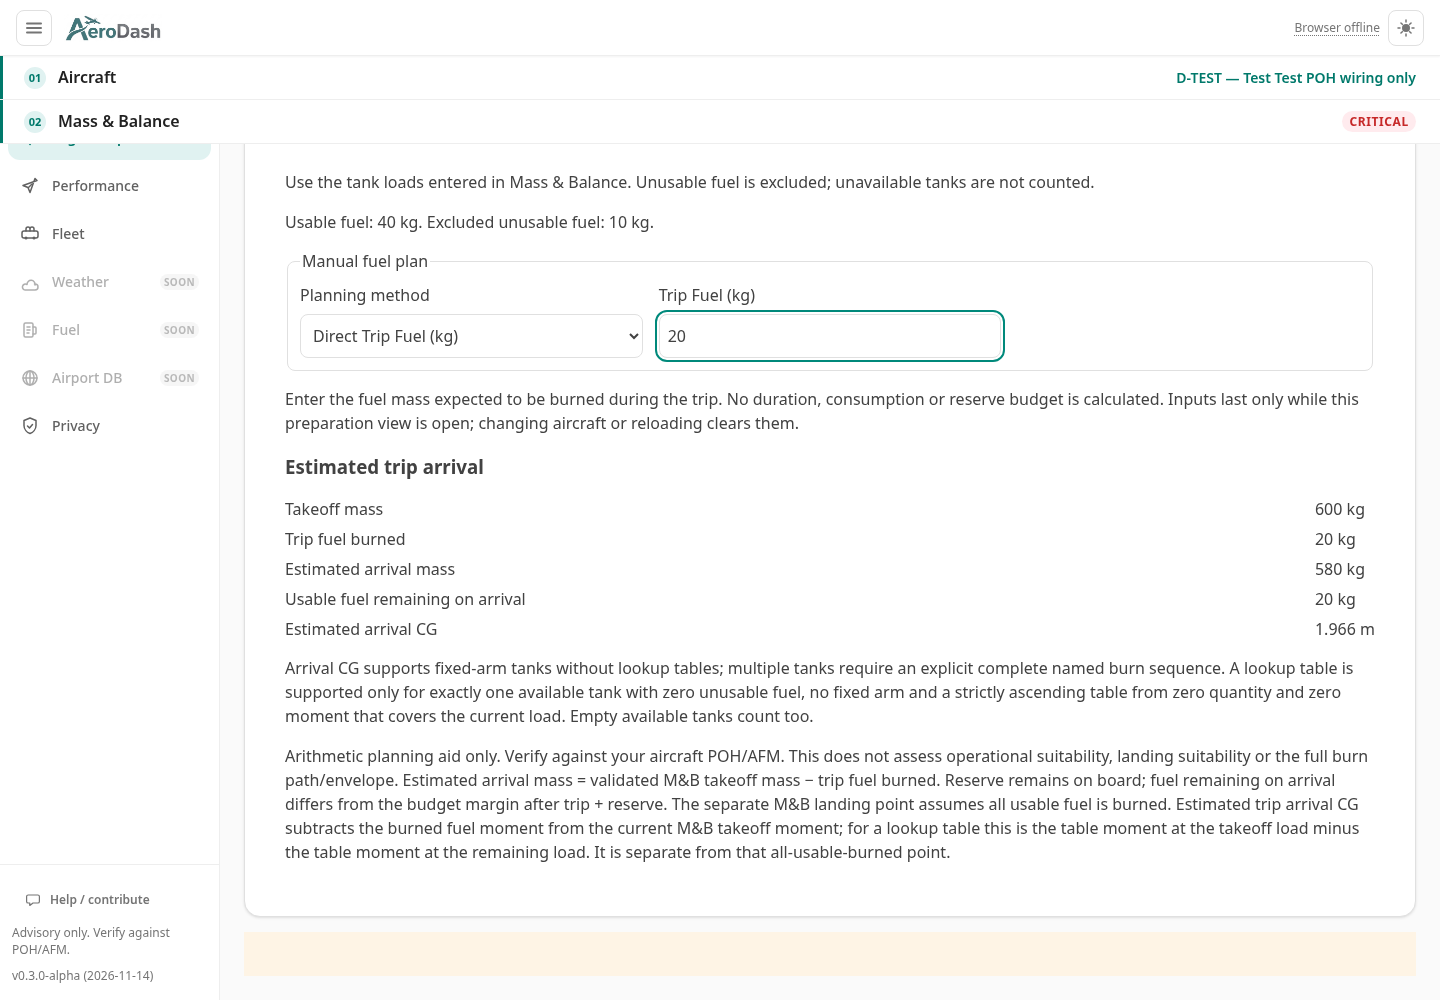 AeroDash
Browser offline
01 Aircraft
D-TEST — Test Test POH wiring only
02 Mass & Balance
CRITICAL
Performance
Fleet
Weather SOON
Fuel SOON
Airport DB SOON
Privacy
Help / contribute
Advisory only. Verify against
POH/AFM.
v0.3.0-alpha (2026-11-14)
Use the tank loads entered in Mass & Balance. Unusable fuel is excluded; unavailable tanks are not counted.
Usable fuel: 40 kg. Excluded unusable fuel: 10 kg.
Manual fuel plan
Planning method
Trip Fuel (kg)
Direct Trip Fuel (kg)
20
Enter the fuel mass expected to be burned during the trip. No duration, consumption or reserve budget is calculated. Inputs last only while this
preparation view is open; changing aircraft or reloading clears them.
Estimated trip arrival
Takeoff mass 600 kg
Trip fuel burned 20 kg
Estimated arrival mass 580 kg
Usable fuel remaining on arrival 20 kg
Estimated arrival CG 1.966 m
Arrival CG supports fixed-arm tanks without lookup tables; multiple tanks require an explicit complete named burn sequence. A lookup table is
supported only for exactly one available tank with zero unusable fuel, no fixed arm and a strictly ascending table from zero quantity and zero
moment that covers the current load. Empty available tanks count too.
Arithmetic planning aid only. Verify against your aircraft POH/AFM. This does not assess operational suitability, landing suitability or the full burn
path/envelope. Estimated arrival mass = validated M&B takeoff mass − trip fuel burned. Reserve remains on board; fuel remaining on arrival
differs from the budget margin after trip + reserve. The separate M&B landing point assumes all usable fuel is burned. Estimated trip arrival CG
subtracts the burned fuel moment from the current M&B takeoff moment; for a lookup table this is the table moment at the takeoff load minus
the table moment at the remaining load. It is separate from that all-usable-burned point.